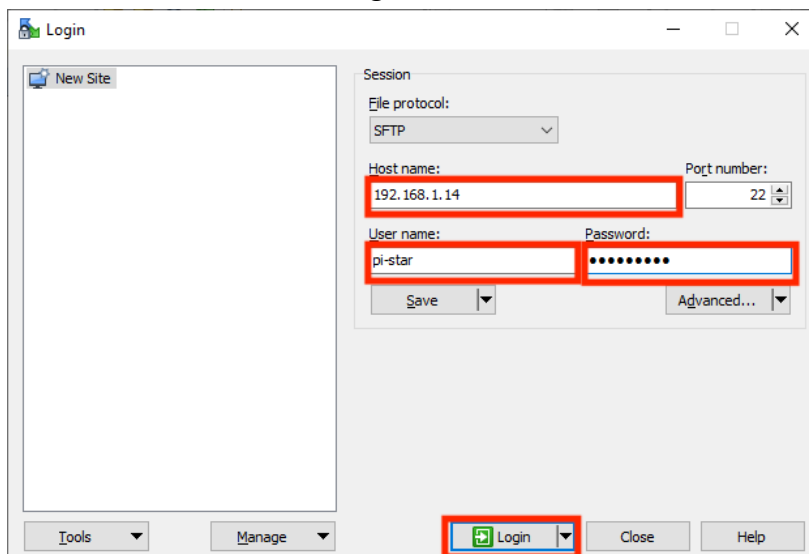 Login
New Site
Session
File protocol:
SFTP
Host name:
Port number:
192.168.1.14
22
User name:
Password:
pi-star
•••••••••
Save
Advanced...
Tools
Manage
Login
Close
Help